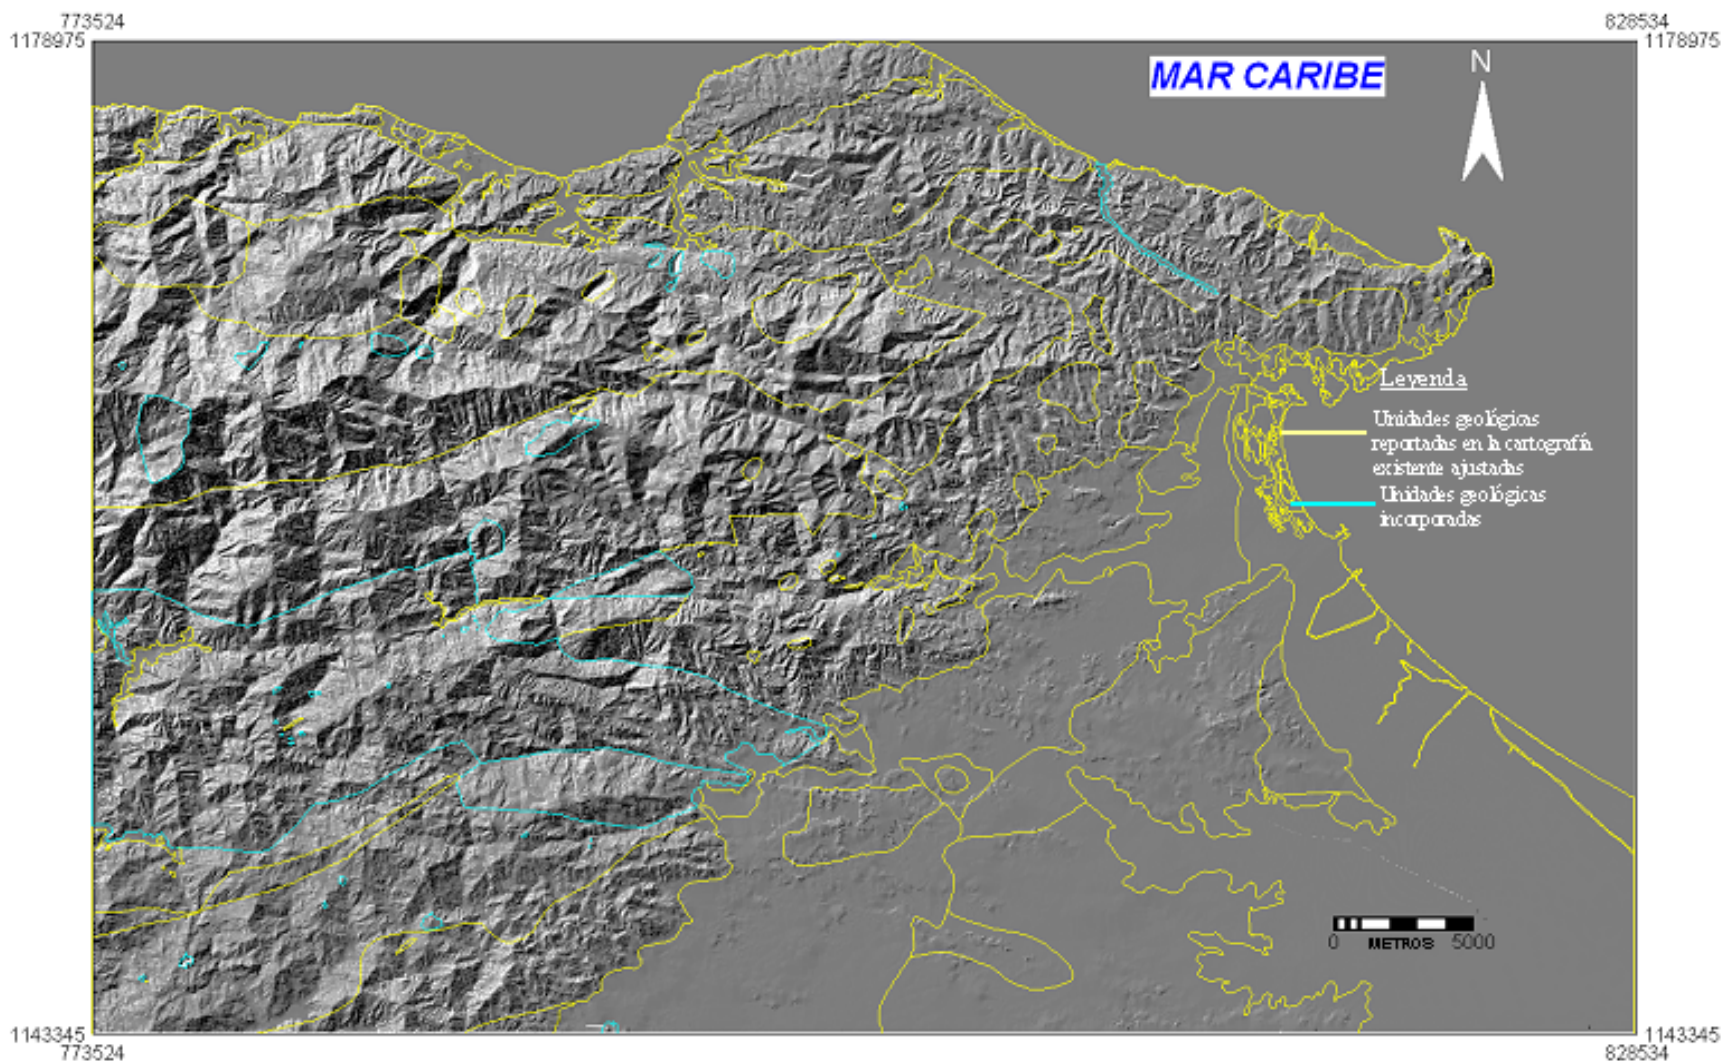 773524
828534
1178975
1178975
MAR CARIBE
N
Leyenda
Unidades geológicas
reportadas en la cartografía
existente ajustadas
Unidades geológicas
incorporadas
0 METROS 5000
1143345
1143345
773524
828534